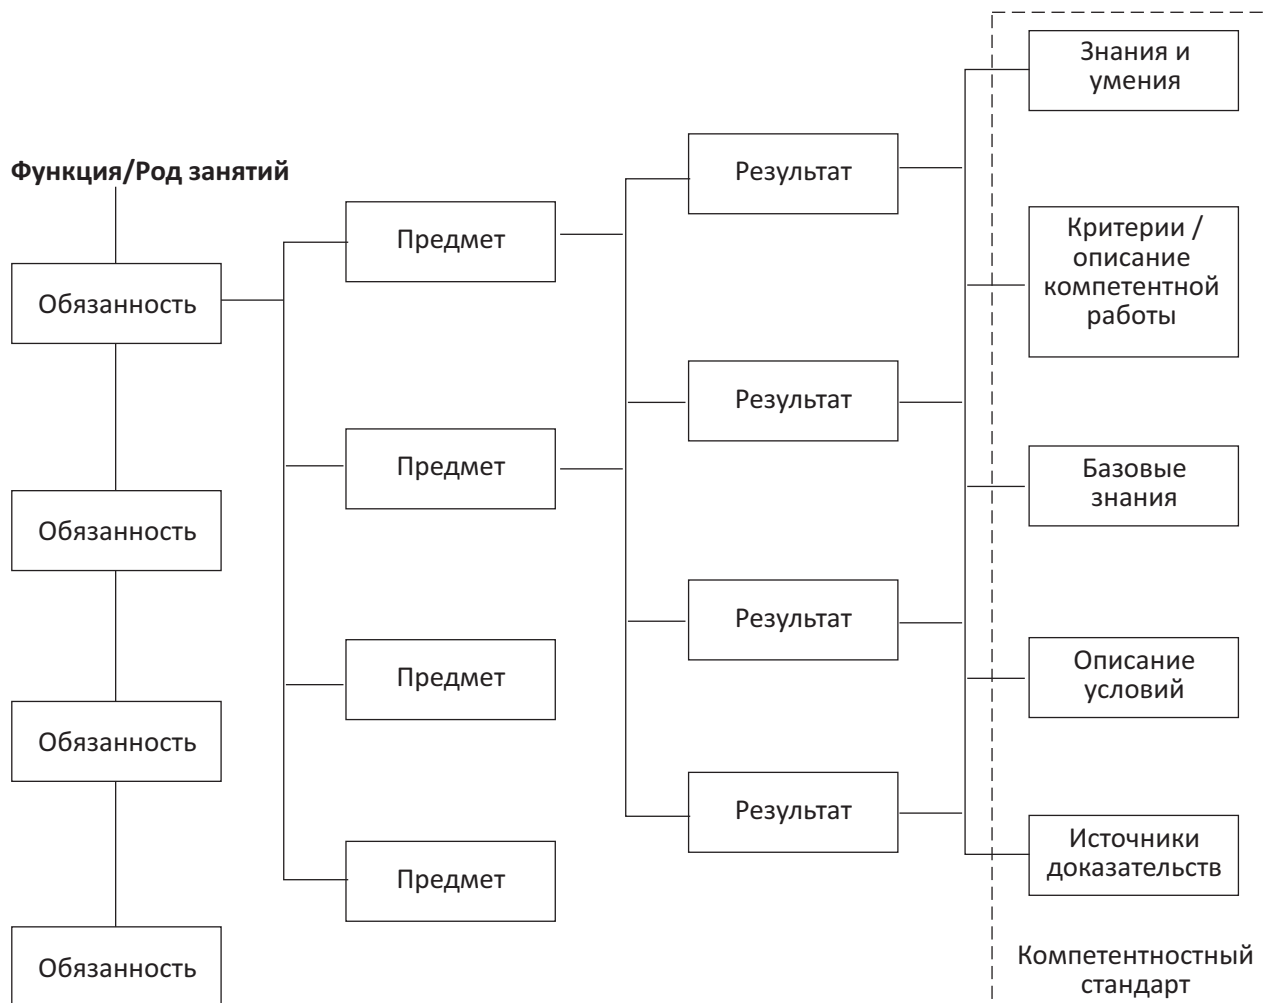 Функция/Род занятий
Обязанность
Обязанность
Обязанность
Обязанность
Предмет
Предмет
Предмет
Предмет
Результат
Результат
Результат
Результат
Знания и
умения
Критерии /
описание
компетентной
работы
Базовые
знания
Описание
условий
Источники
доказательств
Компетентностный
стандарт